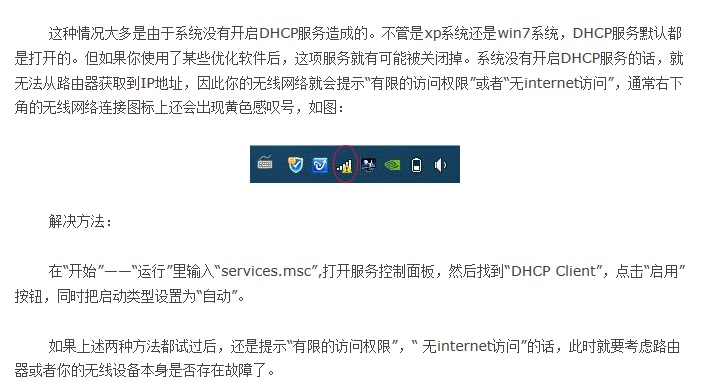 这种情况大多是由于系统没有开启DHCP服务造成的。不管是xp系统还是win7系统，DHCP服务默认都
是打开的。但如果你使用了某些优化软件后，这项服务就有可能被关闭掉。系统没有开启DHCP服务的话，就
无法从路由器获取到IP地址，因此你的无线网络就会提示“有限的访问权限”或者“无internet访问”，通常右下
角的无线网络连接图标上还会出现黄色感叹号，如图：
解决方法：
在“开始”——“运行”里输入“services.msc”,打开服务控制面板，然后找到“DHCP Client”，点击“启用”
按钮，同时把启动类型设置为“自动”。
如果上述两种方法都试过后，还是提示“有限的访问权限”，“ 无internet访问”的话，此时就要考虑路由
器或者你的无线设备本身是否存在故障了。